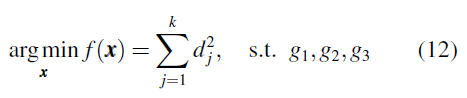 arg min f(x) = ∑_{j=1}^{k} d_j^2, s.t. g_1, g_2, g_3 (12)
x